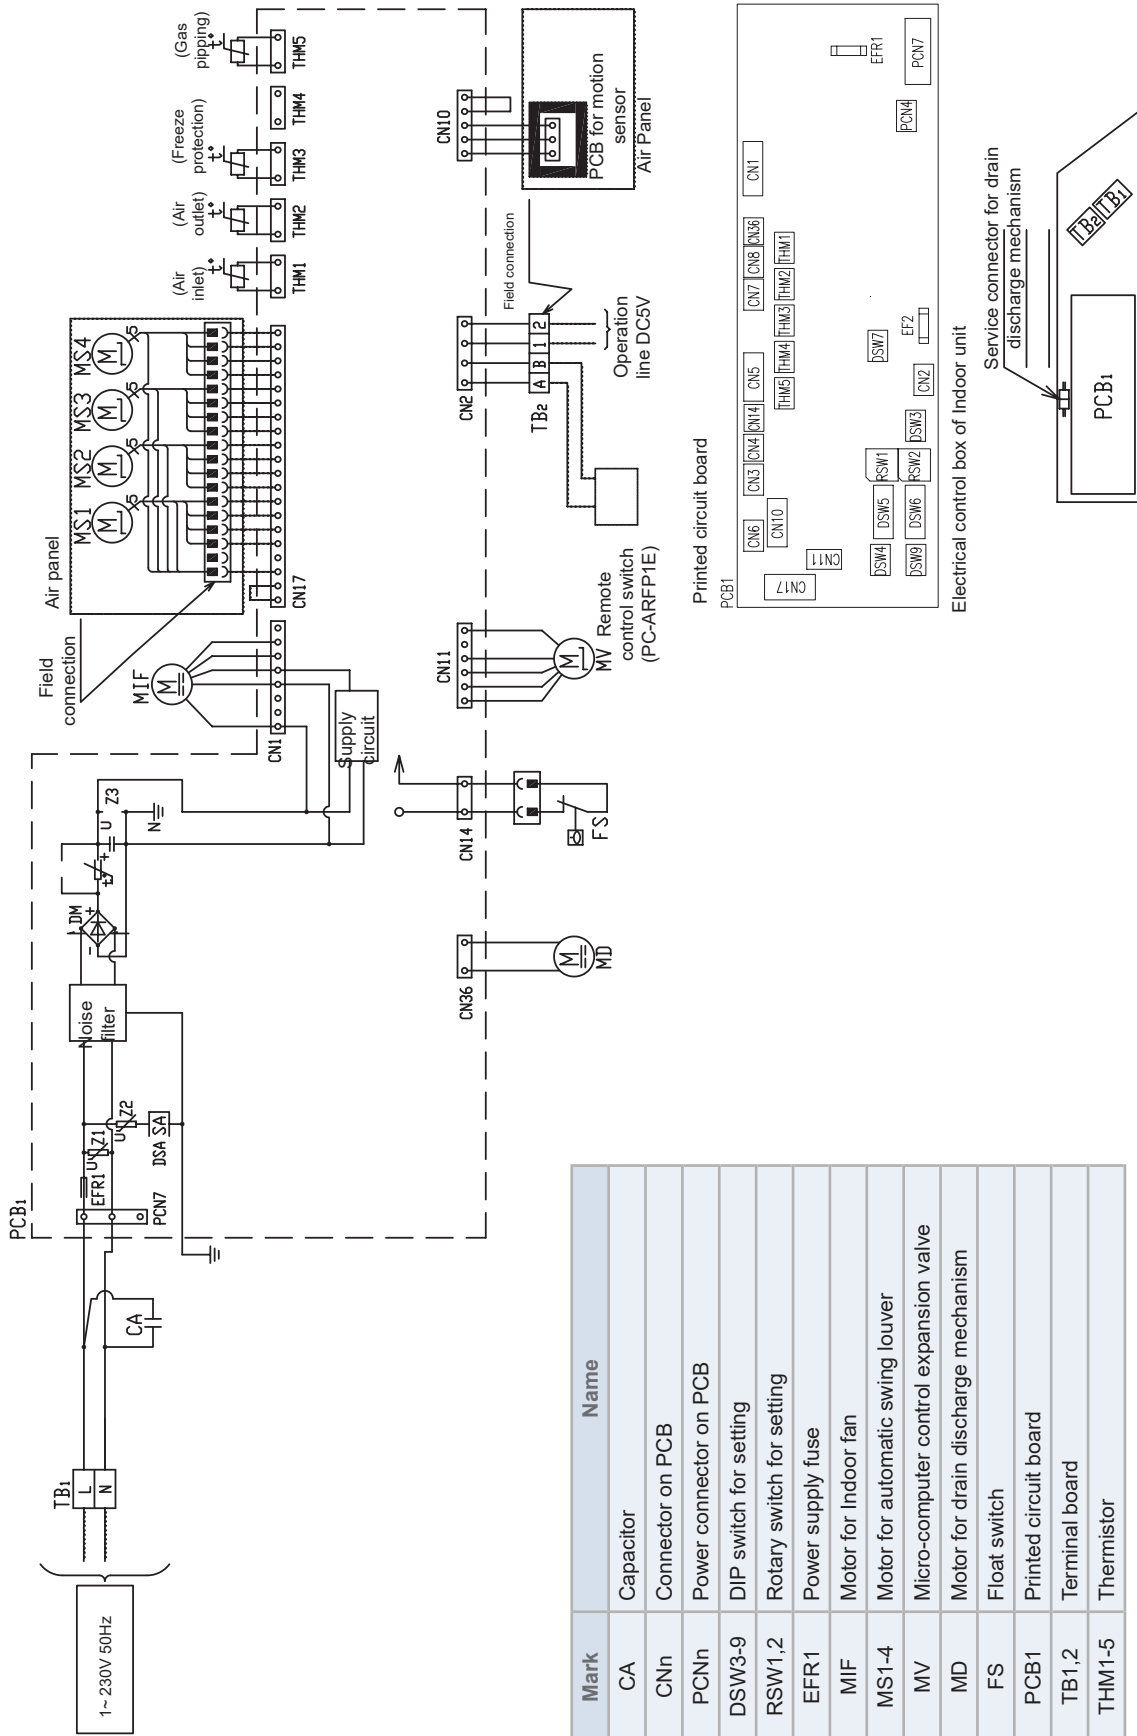 1~ 230V 50Hz
TB1
L
N
CA
PCB1
PCN7
EFR1
U
Z1
U
Z2
DSA SA
Noise
filter
DM
+
-
t°
+
U
Z3
N
Field
connection
Air panel
MS1
MS2
MS3
MS4
M
M
M
M
5
5
5
5
MIF
M
CN1
CN17
Supply
circuit
(Air
inlet)
t°
THM1
(Air
outlet)
t°
THM2
(Freeze
protection)
t°
THM3
THM4
(Gas
pipping)
t°
THM5
CN36
M
MD
CN14
FS
CN11
M
MV
Remote
control switch
(PC-ARFP1E)
CN2
TB2
A
B
1
2
Field connection
Operation
line DC5V
CN10
PCB for motion
sensor
Air Panel
Printed circuit board
PCB1
CN6
CN3
CN4
CN14
CN5
CN7
CN8
CN36
CN1
CN10
THM5
THM4
THM3
THM2
THM1
CN17
CN11
DSW4
DSW5
RSW1
DSW7
DSW9
DSW6
RSW2
DSW3
CN2
EF2
PCN4
EFR1
PCN7
Electrical control box of Indoor unit
Service connector for drain
discharge mechanism
PCB1
TB2
TB1
Mark Name
CA Capacitor
CNn Connector on PCB
PCNn Power connector on PCB
DSW3-9 DIP switch for setting
RSW1,2 Rotary switch for setting
EFR1 Power supply fuse
MIF Motor for Indoor fan
MS1-4 Motor for automatic swing louver
MV Micro-computer control expansion valve
MD Motor for drain discharge mechanism
FS Float switch
PCB1 Printed circuit board
TB1,2 Terminal board
THM1-5 Thermistor